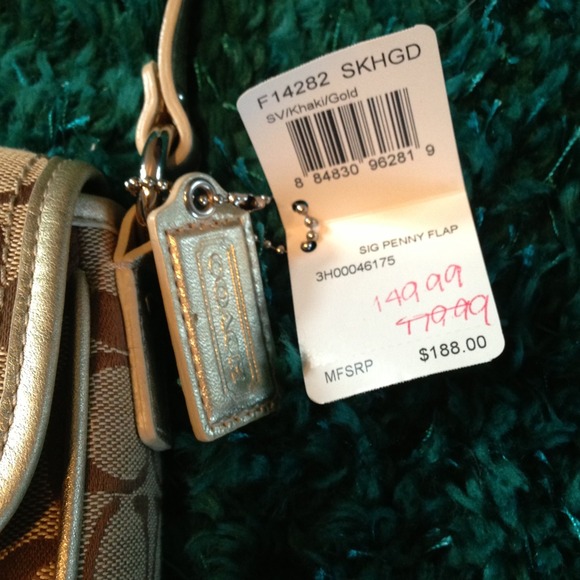 F14282 SKHGD
SV/Khaki/Gold
8 84830 96281 9
SIG PENNY FLAP
3H00046175
149.99
179.99
MFSRP $188.00
COACH